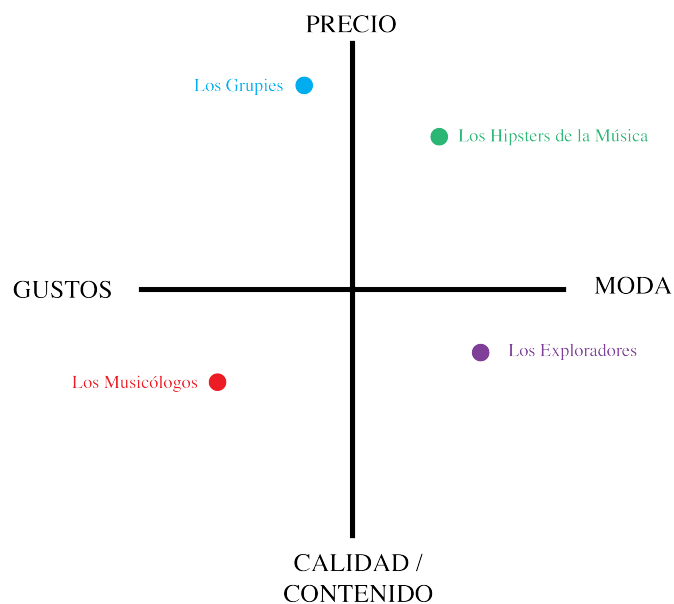 PRECIO
Los Grupies
Los Hipsters de la Música
GUSTOS
MODA
Los Exploradores
Los Musicólogos
CALIDAD /
CONTENIDO